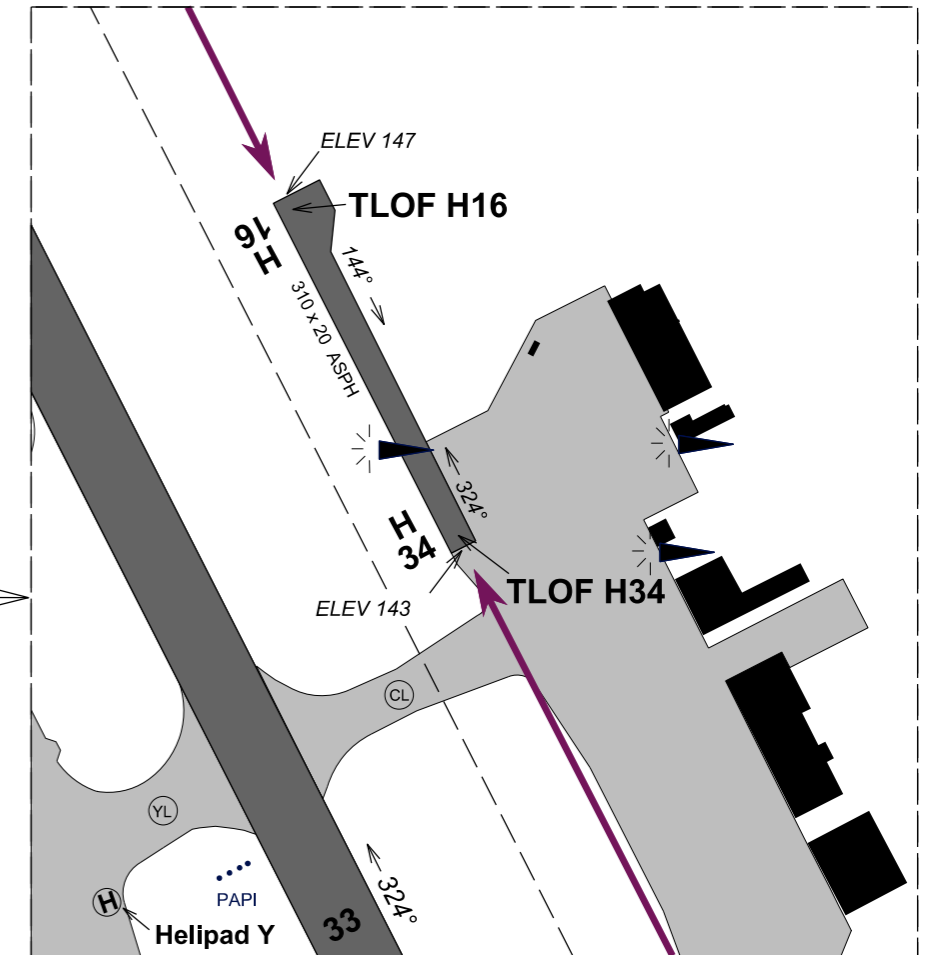 ELEV 147
TLOF H16
16
H
144°
310 x 20 ASPH
324°
H
34
TLOF H34
ELEV 143
CL
YL
324°
PAPI
H
33
Helipad Y